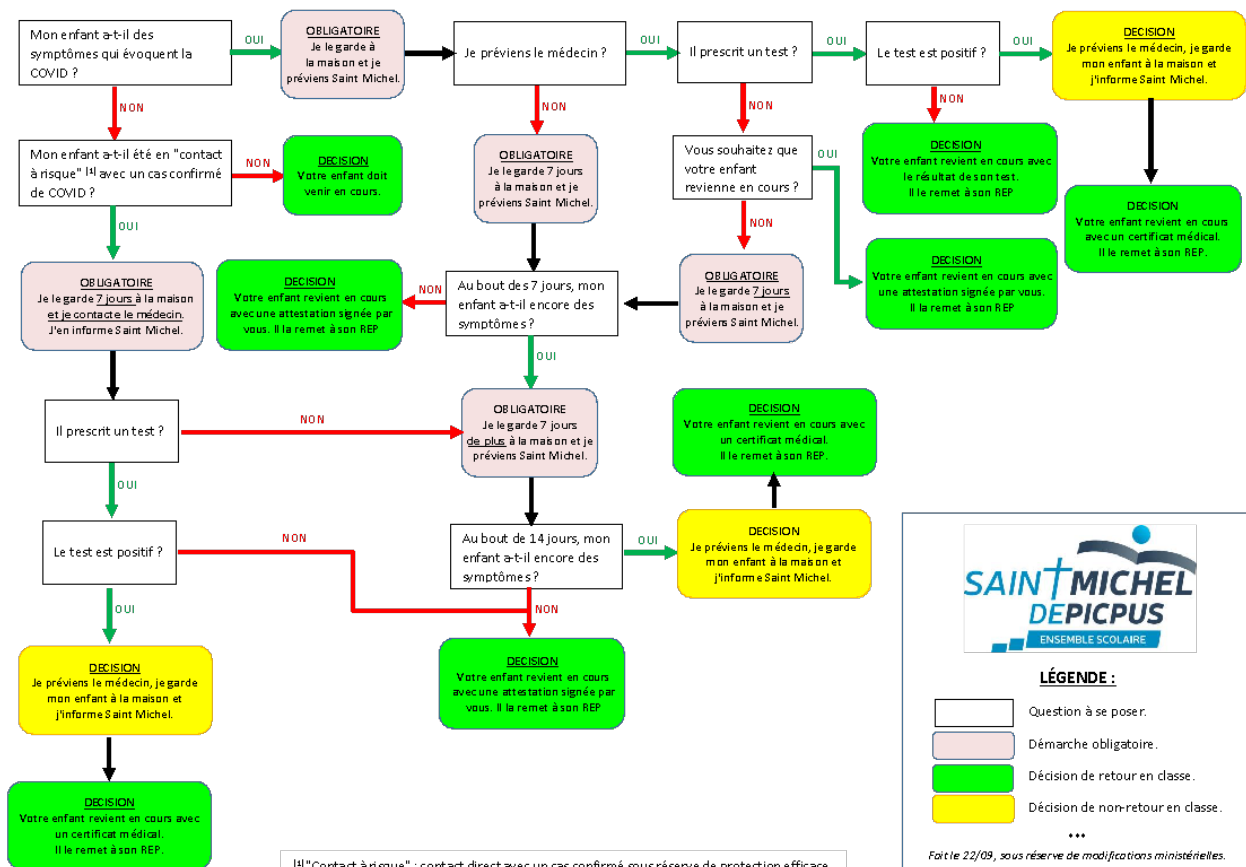 Mon enfant a-t-il des
symptômes qui évoquent la
COVID ?
OUI
OBLIGATOIRE
Je le garde à
la maison et je
préviens Saint Michel.
Je préviens le médecin ?
OUI
Il prescrit un test ?
OUI
Le test est positif ?
OUI
DECISION
Je préviens le médecin, je garde
mon enfant à la maison et
j'informe Saint Michel.
NON
NON
NON
NON
Mon enfant a-t-il été en "contact
à risque" [1] avec un cas confirmé
de COVID ?
NON
DECISION
Votre enfant doit
venir en cours.
OBLIGATOIRE
Je le garde 7 jours
à la maison et je
préviens Saint Michel.
Vous souhaitez que
votre enfant
revienne en cours ?
OUI
DECISION
Votre enfant revient en cours avec
le résultat de son test.
Il le remet à son REP
DECISION
Votre enfant revient en cours
avec un certificat médical.
Il le remet à son REP.
OUI
NON
OBLIGATOIRE
Je le garde 7 jours à la maison
et je contacte le médecin.
J'en informe Saint Michel.
DECISION
Votre enfant revient en cours
avec une attestation signée par
vous. Il la remet à son REP
NON
Au bout des 7 jours, mon
enfant a-t-il encore des
symptômes ?
OBLIGATOIRE
Je le garde 7 jours
à la maison et je
préviens Saint Michel.
DECISION
Votre enfant revient en cours avec
une attestation signée par vous.
Il la remet à son REP
OUI
Il prescrit un test ?
NON
OBLIGATOIRE
Je le garde 7 jours
de plus à la maison et je
préviens Saint Michel.
DECISION
Votre enfant revient en cours avec
un certificat médical.
Il le remet à son REP.
OUI
Le test est positif ?
NON
Au bout de 14 jours, mon
enfant a-t-il encore des
symptômes ?
OUI
DECISION
Je préviens le médecin, je garde
mon enfant à la maison et
j'informe Saint Michel.
OUI
NON
DECISION
Je préviens le médecin, je garde
mon enfant à la maison et
j'informe Saint Michel.
DECISION
Votre enfant revient en cours
avec une attestation signée par
vous. Il la remet à son REP
DECISION
Votre enfant revient en cours avec
un certificat médical.
Il le remet à son REP.
SAINT MICHEL
DE PICPUS
ENSEMBLE SCOLAIRE
LÉGENDE :
Question à se poser.
Démarche obligatoire.
Décision de retour en classe.
Décision de non-retour en classe.
...
Fait le 22/09, sous réserve de modifications ministérielles.
[1] "Contact à risque" : contact direct avec un cas confirmé sous réserve de protection efficace